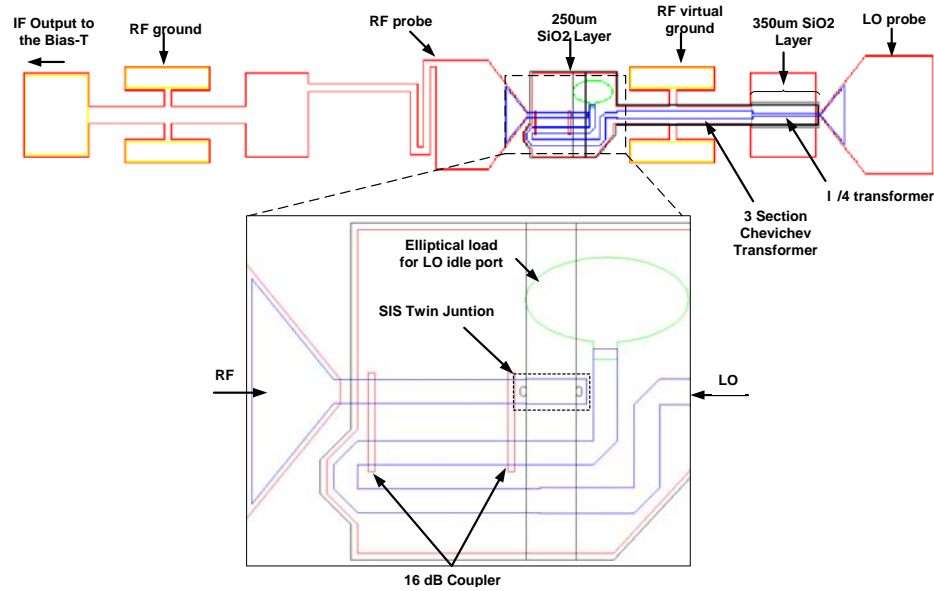 IF Output to
the Bias-T
RF ground
RF probe
250um
SiO2 Layer
RF virtual
ground
350um SiO2
Layer
LO probe
l /4 transformer
3 Section
Chevichev
Transformer
Elliptical load
for LO idle port
SIS Twin Juntion
RF
LO
16 dB Coupler